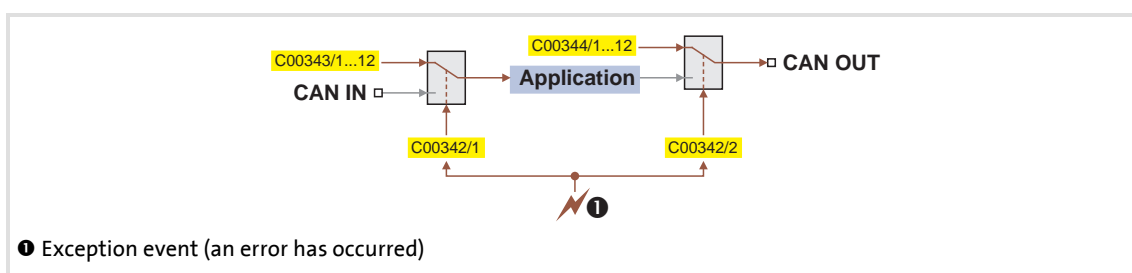 C00344/1...12
C00343/1...12
CAN OUT
Application
CAN IN
C00342/1
C00342/2
❶
❶ Exception event (an error has occurred)